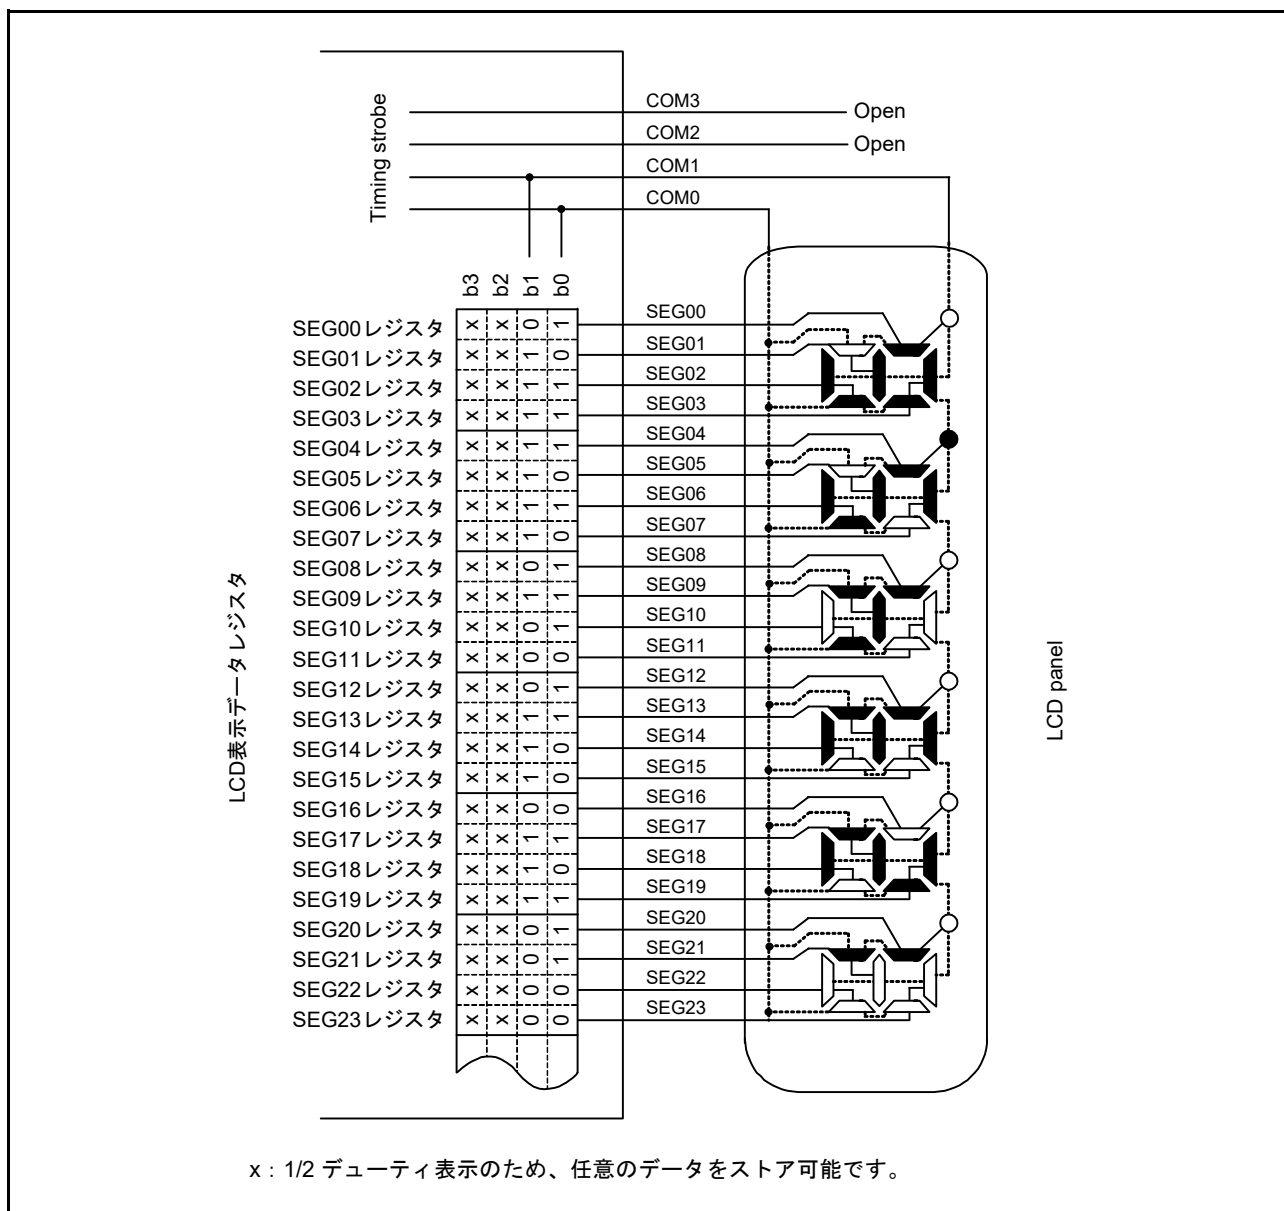 Timing strobe
COM3
Open
COM2
Open
COM1
COM0
b3 b2 b1 b0
LCD表示データレジスタ
LCD panel
SEG00レジスタ x x 0 1 SEG00
SEG01レジスタ x x 1 0 SEG01
SEG02レジスタ x x 1 1 SEG02
SEG03レジスタ x x 1 1 SEG03
SEG04レジスタ x x 1 1 SEG04
SEG05レジスタ x x 1 0 SEG05
SEG06レジスタ x x 1 1 SEG06
SEG07レジスタ x x 1 0 SEG07
SEG08レジスタ x x 0 1 SEG08
SEG09レジスタ x x 1 1 SEG09
SEG10レジスタ x x 0 1 SEG10
SEG11レジスタ x x 0 0 SEG11
SEG12レジスタ x x 0 1 SEG12
SEG13レジスタ x x 1 1 SEG13
SEG14レジスタ x x 1 0 SEG14
SEG15レジスタ x x 1 0 SEG15
SEG16レジスタ x x 0 0 SEG16
SEG17レジスタ x x 1 1 SEG17
SEG18レジスタ x x 1 0 SEG18
SEG19レジスタ x x 1 1 SEG19
SEG20レジスタ x x 0 1 SEG20
SEG21レジスタ x x 0 1 SEG21
SEG22レジスタ x x 0 0 SEG22
SEG23レジスタ x x 0 0 SEG23
x : 1/2 デューティ表示のため、任意のデータをストア可能です。